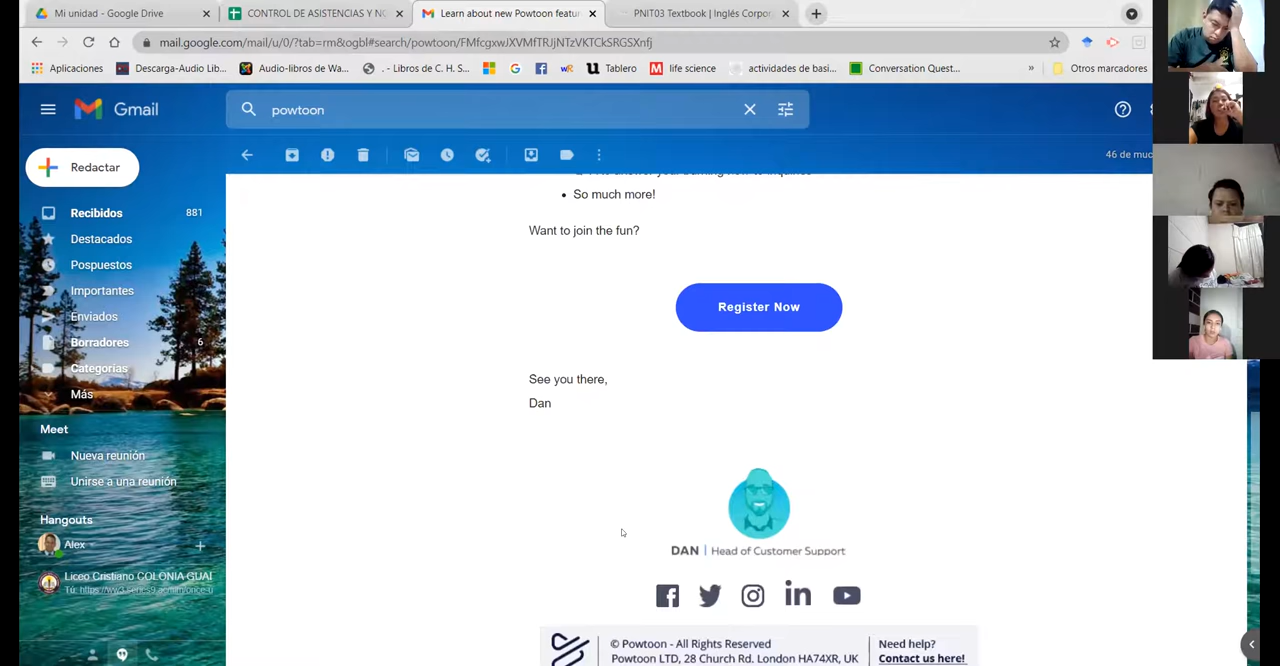 Mi unidad - Google Drive
CONTROL DE ASISTENCIAS Y NO
Learn about new Powtoon featur
PNIT03 Textbook | Inglés Corpor
mail.google.com/mail/u/0/?tab=rm&ogbl#search/powtoon/FMfcgxwJXVMfTRJjNTzVKTCkSRGSXnfj
Aplicaciones
Descarga-Audio Lib...
Audio-libros de Wa...
. - Libros de C. H. S...
Tablero
life science
actividades de basi...
Conversation Quest...
»
Otros marcadores
Gmail
powtoon
Redactar
46 de muc
Recibidos 881
Destacados
Pospuestos
Importantes
Enviados
Borradores 6
Categorías
Más
Meet
Nueva reunión
Unirse a una reunión
Hangouts
Alex
Liceo Cristiano COLONIA GUAI
• So much more!
Want to join the fun?
Register Now
See you there,
Dan
DAN | Head of Customer Support
© Powtoon - All Rights Reserved
Powtoon LTD, 28 Church Rd. London HA74XR, UK
Need help?
Contact us here!